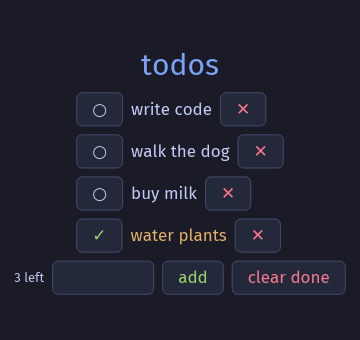 todos
○ write code ✕
○ walk the dog ✕
○ buy milk ✕
✓ water plants ✕
3 left add clear done